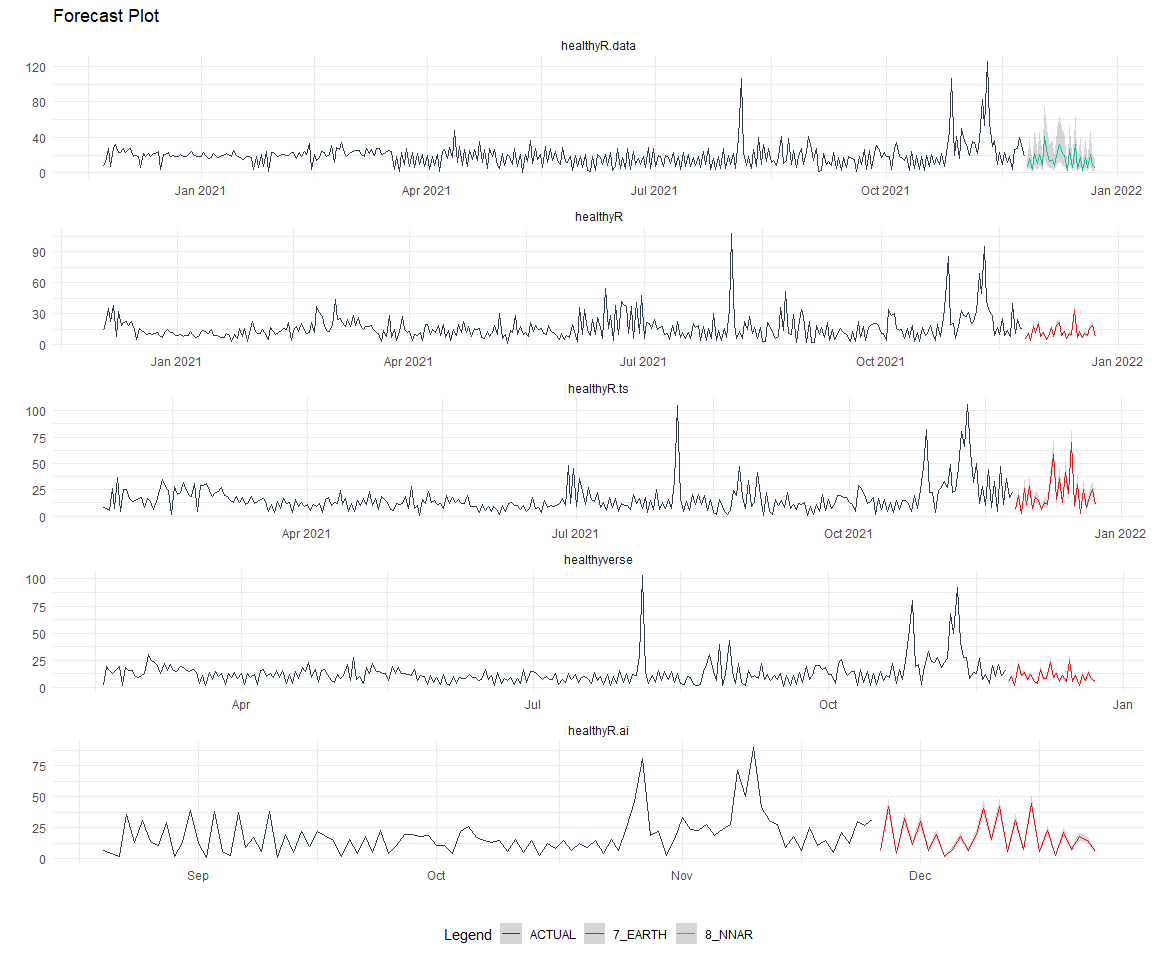 Forecast Plot
healthyR.data
120
80
40
0
Jan 2021 Apr 2021 Jul 2021 Oct 2021 Jan 2022
healthyR
90
60
30
0
Jan 2021 Apr 2021 Jul 2021 Oct 2021 Jan 2022
healthyR.ts
100
75
50
25
0
Apr 2021 Jul 2021 Oct 2021 Jan 2022
healthyverse
100
75
50
25
0
Apr Jul Oct Jan
healthyR.ai
75
50
25
0
Sep Oct Nov Dec
Legend ACTUAL 7_EARTH 8_NNAR